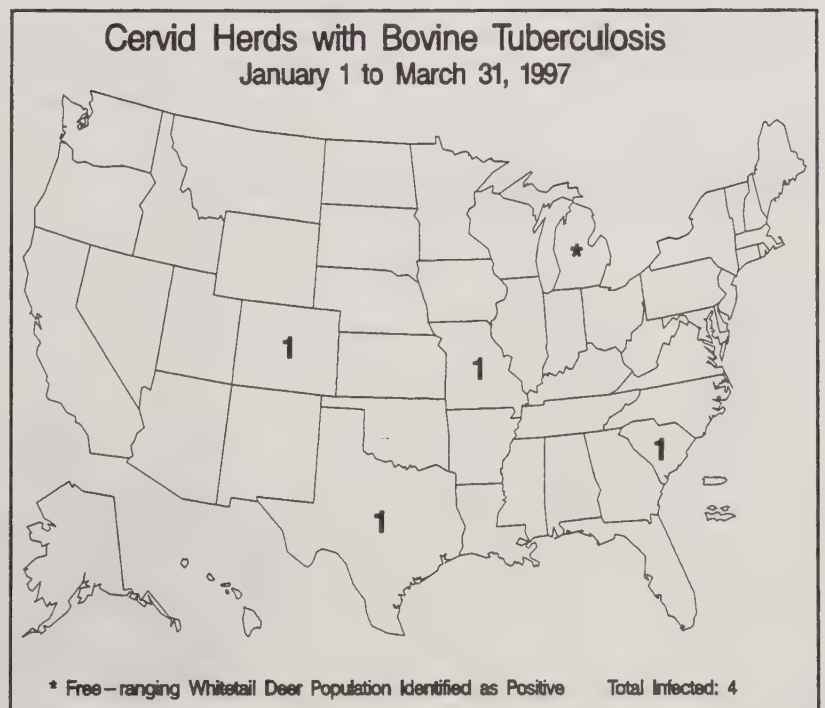 Cervid Herds with Bovine Tuberculosis
January 1 to March 31, 1997
*
1
1
1
1
* Free-ranging Whitetail Deer Population Identified as Positive Total Infected: 4